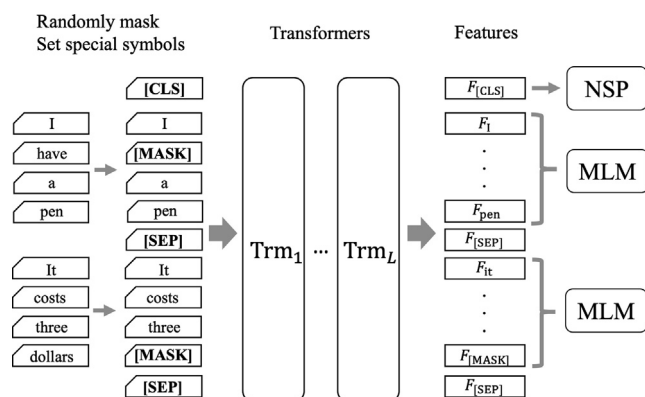 Randomly mask
Set special symbols
Transformers
Features
I
have
a
pen
It
costs
three
dollars
[CLS]
I
[MASK]
a
pen
[SEP]
It
costs
three
[MASK]
[SEP]
Trm1
...
TrmL
F[CLS]
FI
.
.
.
Fpen
F[SEP]
Fit
.
.
.
F[MASK]
F[SEP]
NSP
MLM
MLM